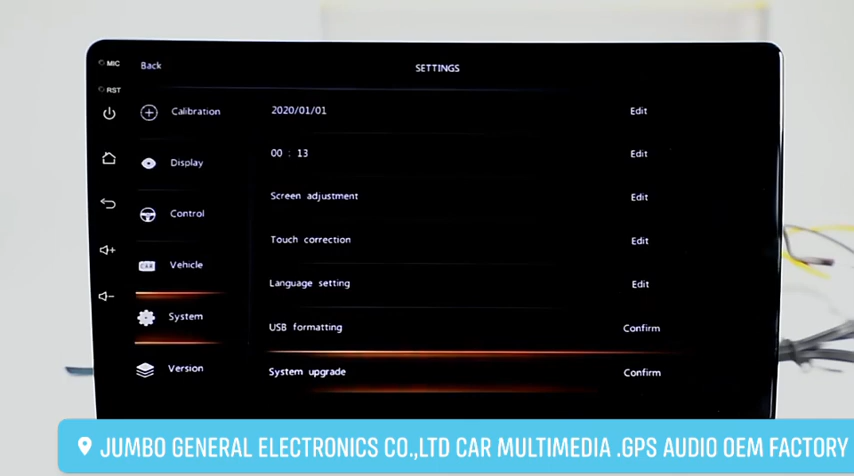 MIC
Back
SETTINGS
RST
Calibration
2020/01/01
Edit
Display
00 : 13
Edit
Control
Screen adjustment
Edit
Touch correction
Edit
Vehicle
CAR
Language setting
Edit
System
USB formatting
Confirm
Version
System upgrade
Confirm
JUMBO GENERAL ELECTRONICS CO.,LTD CAR MULTIMEDIA .GPS AUDIO OEM FACTORY